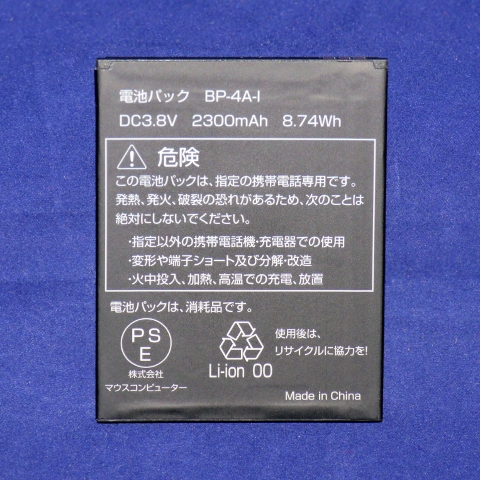 電池パック BP-4A-I
DC3.8V 2300mAh 8.74Wh
危険
この電池パックは、指定の携帯電話専用です。
発熱、発火、破裂の恐れがあるため、次のことは
絶対にしないでください。
・指定以外の携帯電話機・充電器での使用
・変形や端子ショート及び分解・改造
・火中投入、加熱、高温での充電、放置
電池パックは、消耗品です。
PS
E
株式会社
マウスコンピューター
Li-ion 00
使用後は、
リサイクルに協力を!
Made in China